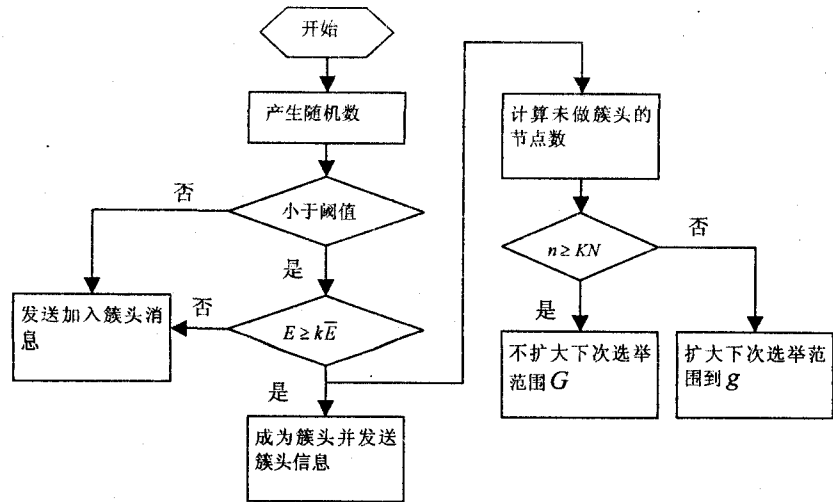 开始
产生随机数
小于阈值
否
是
发送加入簇头消
息
否
E ≥ kE̅
是
成为簇头并发送
簇头信息
计算未做簇头的
节点数
n ≥ KN
否
是
不扩大下次选举
范围G
扩大下次选举范
围到g